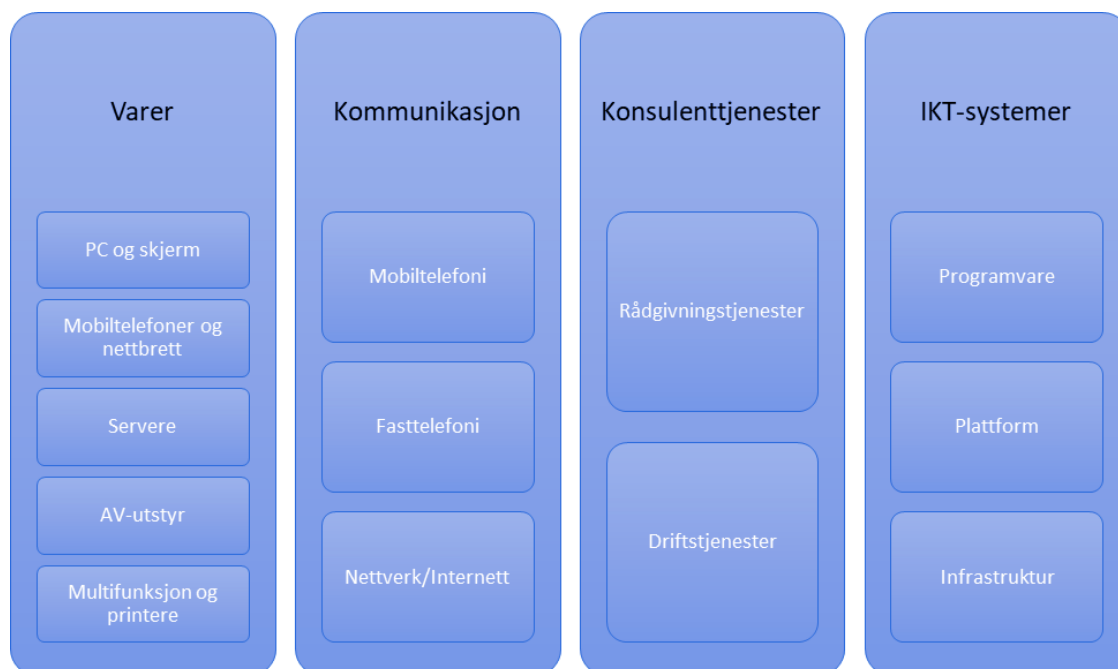 Varer
PC og skjerm
Mobiltelefoner og
nettbrett
Servere
AV-utstyr
Multifunksjon og
printere
Kommunikasjon
Mobiltelefoni
Fasttelefoni
Nettverk/Internett
Konsulenttjenester
Rådgivningstjenester
Driftstjenester
IKT-systemer
Programvare
Plattform
Infrastruktur